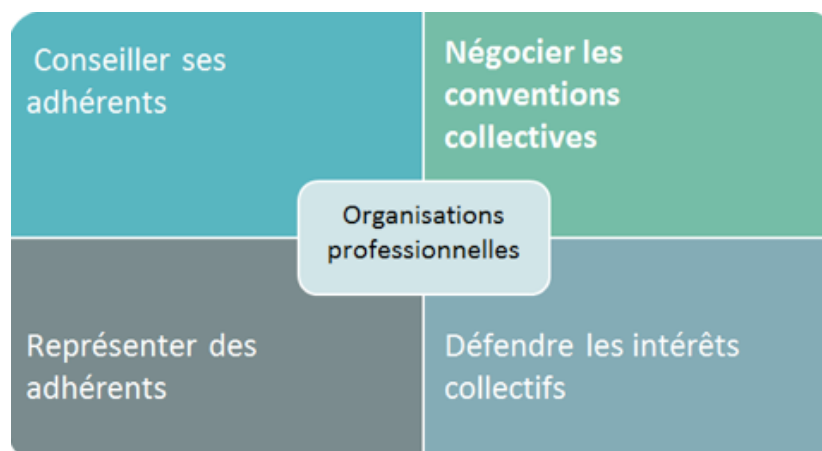 Conseiller ses
adhérents
Négocier les
conventions
collectives
Organisations
professionnelles
Représenter des
adhérents
Défendre les intérêts
collectifs